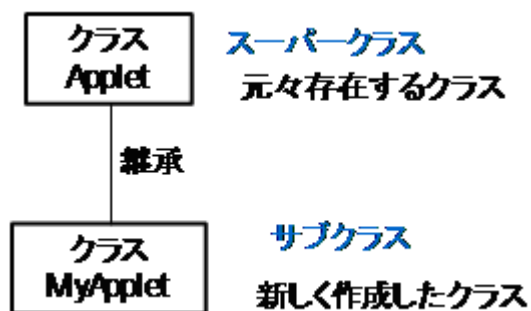 クラス
Applet
スーパークラス
元々存在するクラス
継承
クラス
MyApplet
サブクラス
新しく作成したクラス